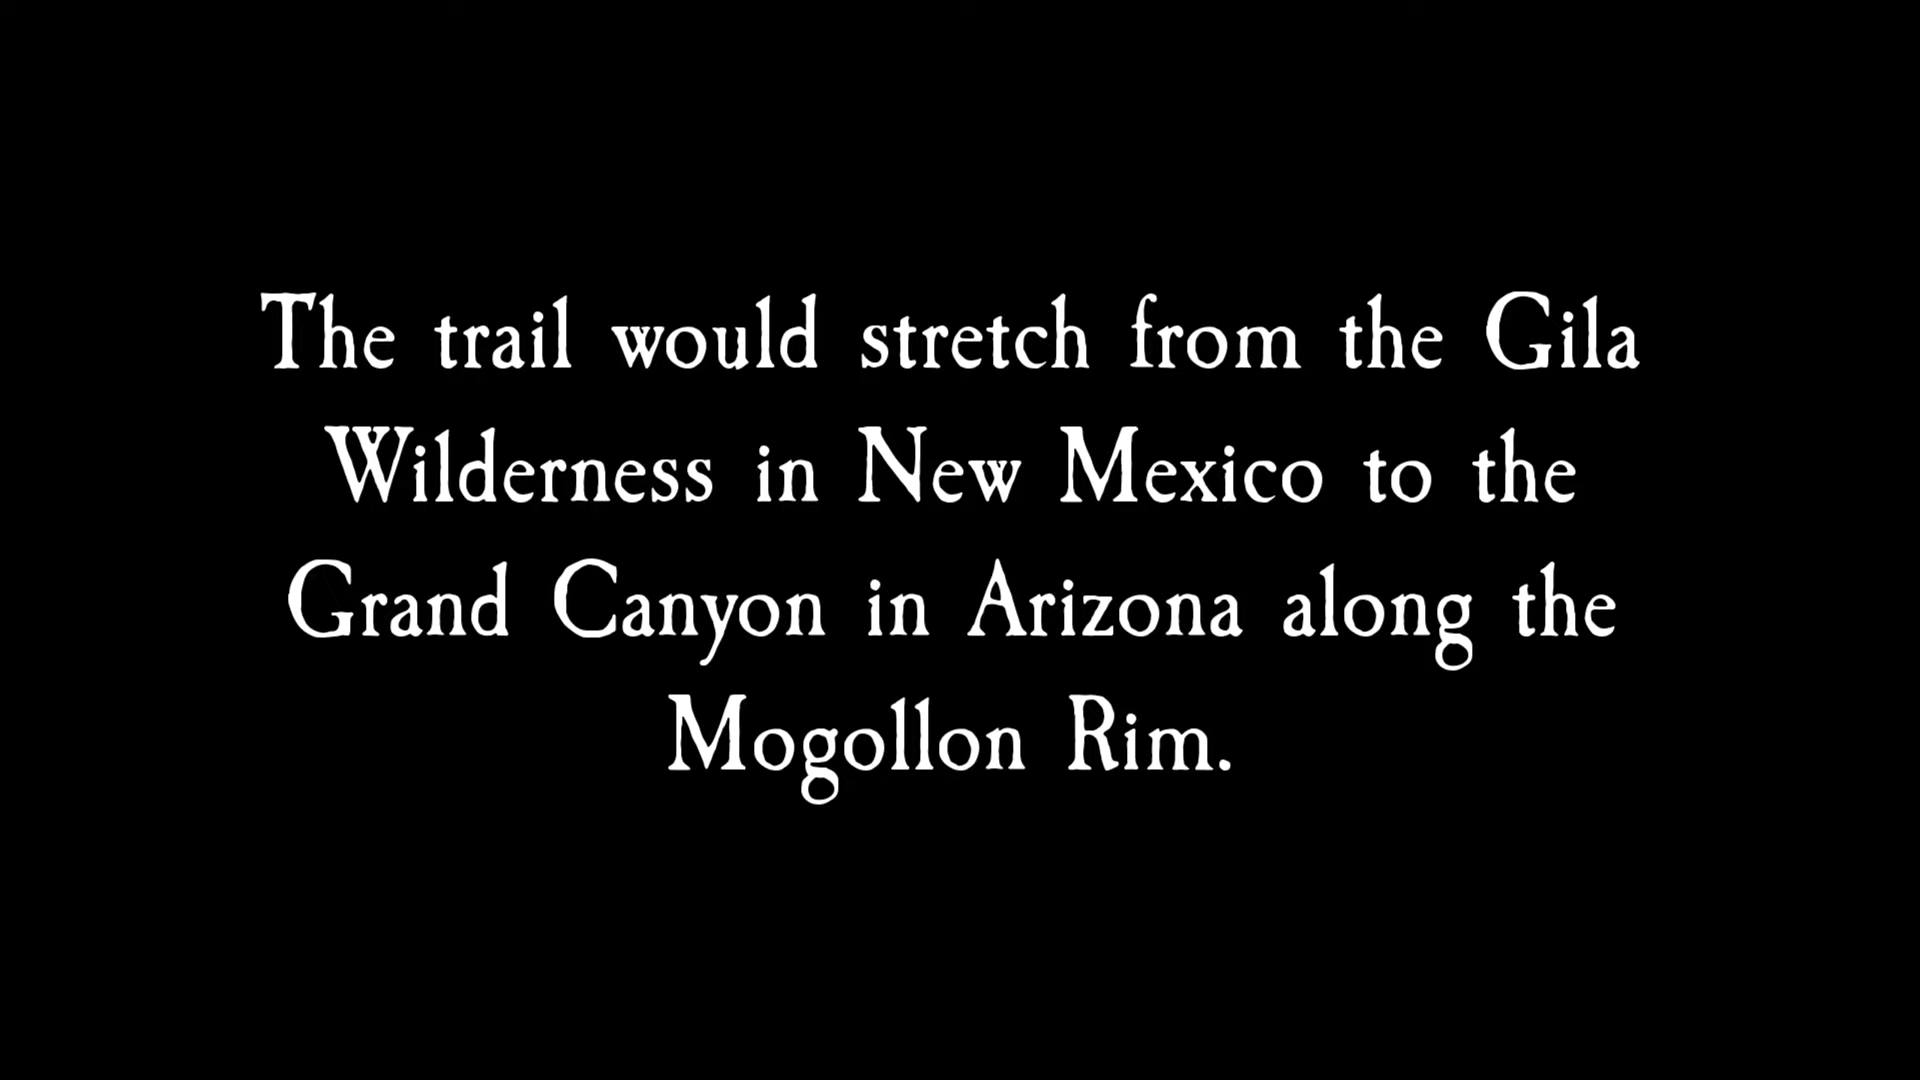 The trail would stretch from the Gila
Wilderness in New Mexico to the
Grand Canyon in Arizona along the
Mogollon Rim.